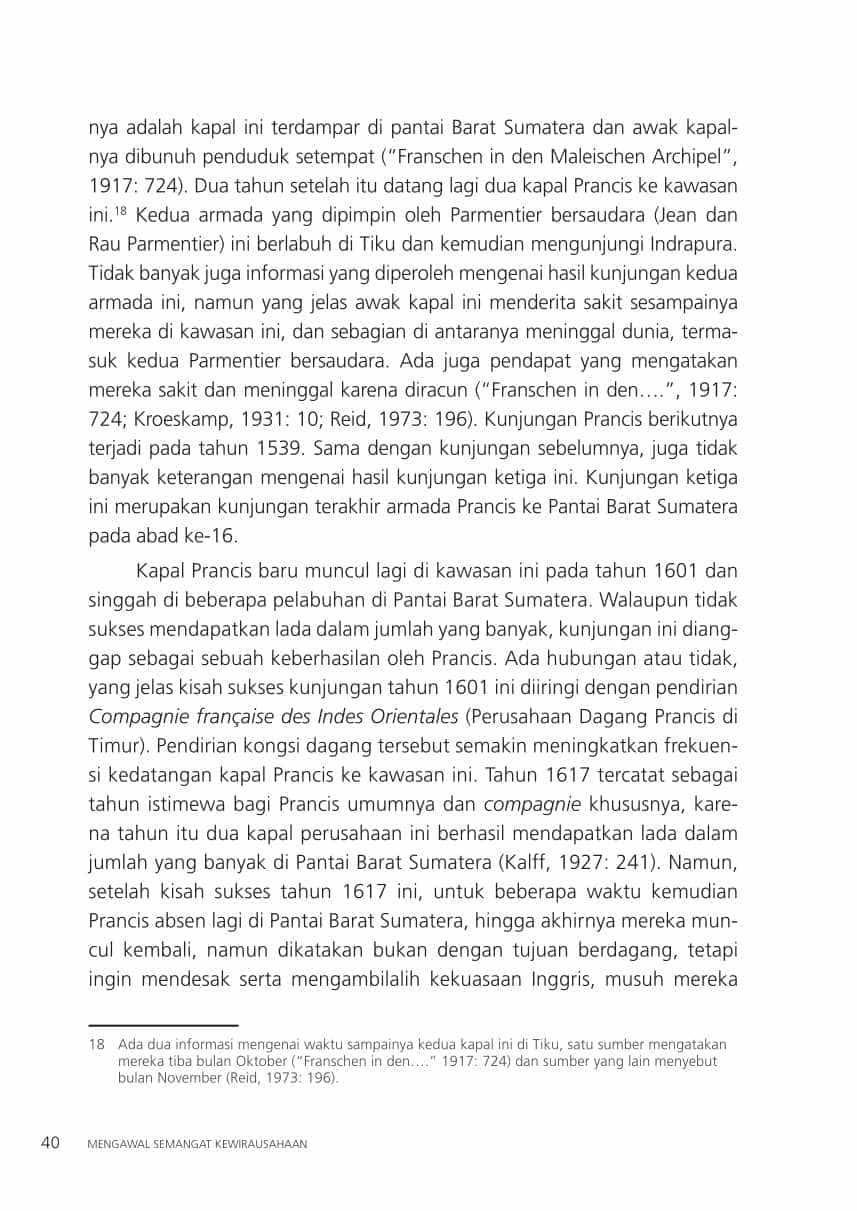 nya adalah kapal ini terdampar di pantai Barat Sumatera dan awak kapal-
nya dibunuh penduduk setempat (“Franschen in den Maleischen Archipel”,
1917: 724). Dua tahun setelah itu datang lagi dua kapal Prancis ke kawasan
ini.18 Kedua armada yang dipimpin oleh Parmentier bersaudara (Jean dan
Rau Parmentier) ini berlabuh di Tiku dan kemudian mengunjungi Indrapura.
Tidak banyak juga informasi yang diperoleh mengenai hasil kunjungan kedua
armada ini, namun yang jelas awak kapal ini menderita sakit sesampainya
mereka di kawasan ini, dan sebagian di antaranya meninggal dunia, terma-
suk kedua Parmentier bersaudara. Ada juga pendapat yang mengatakan
mereka sakit dan meninggal karena diracun (“Franschen in den….”, 1917:
724; Kroeskamp, 1931: 10; Reid, 1973: 196). Kunjungan Prancis berikutnya
terjadi pada tahun 1539. Sama dengan kunjungan sebelumnya, juga tidak
banyak keterangan mengenai hasil kunjungan ketiga ini. Kunjungan ketiga
ini merupakan kunjungan terakhir armada Prancis ke Pantai Barat Sumatera
pada abad ke-16.
Kapal Prancis baru muncul lagi di kawasan ini pada tahun 1601 dan
singgah di beberapa pelabuhan di Pantai Barat Sumatera. Walaupun tidak
sukses mendapatkan lada dalam jumlah yang banyak, kunjungan ini diang-
gap sebagai sebuah keberhasilan oleh Prancis. Ada hubungan atau tidak,
yang jelas kisah sukses kunjungan tahun 1601 ini diiringi dengan pendirian
Compagnie française des Indes Orientales (Perusahaan Dagang Prancis di
Timur). Pendirian kongsi dagang tersebut semakin meningkatkan frekuen-
si kedatangan kapal Prancis ke kawasan ini. Tahun 1617 tercatat sebagai
tahun istimewa bagi Prancis umumnya dan compagnie khususnya, kare-
na tahun itu dua kapal perusahaan ini berhasil mendapatkan lada dalam
jumlah yang banyak di Pantai Barat Sumatera (Kalff, 1927: 241). Namun,
setelah kisah sukses tahun 1617 ini, untuk beberapa waktu kemudian
Prancis absen lagi di Pantai Barat Sumatera, hingga akhirnya mereka mun-
cul kembali, namun dikatakan bukan dengan tujuan berdagang, tetapi
ingin mendesak serta mengambilalih kekuasaan Inggris, musuh mereka
18 Ada dua informasi mengenai waktu sampainya kedua kapal ini di Tiku, satu sumber mengatakan
mereka tiba bulan Oktober (“Franschen in den….” 1917: 724) dan sumber yang lain menyebut
bulan November (Reid, 1973: 196).
40 MENGAWAL SEMANGAT KEWIRAUSAHAAN